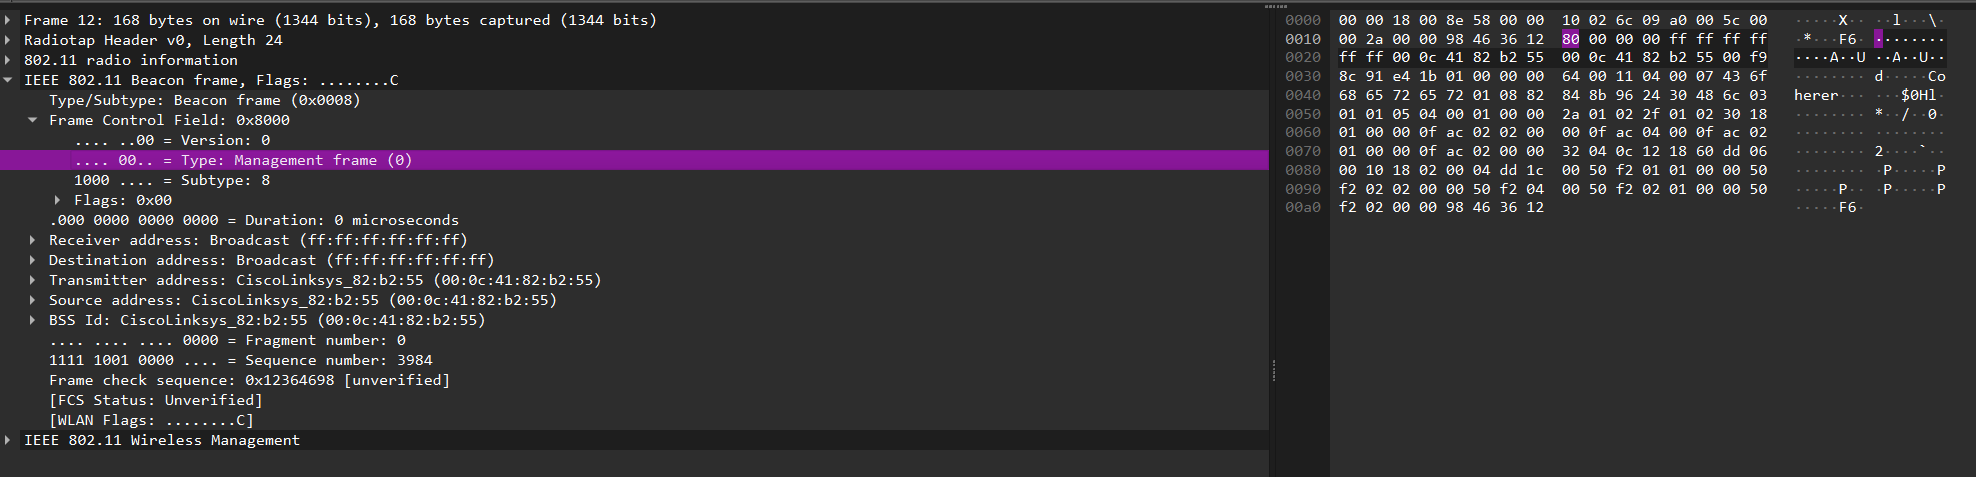 Frame 12: 168 bytes on wire (1344 bits), 168 bytes captured (1344 bits)
Radiotap Header v0, Length 24
802.11 radio information
IEEE 802.11 Beacon frame, Flags: ........C
Type/Subtype: Beacon frame (0x0008)
Frame Control Field: 0x8000
.... ..00 = Version: 0
.... 00.. = Type: Management frame (0)
1000 .... = Subtype: 8
Flags: 0x00
.000 0000 0000 0000 = Duration: 0 microseconds
Receiver address: Broadcast (ff:ff:ff:ff:ff:ff)
Destination address: Broadcast (ff:ff:ff:ff:ff:ff)
Transmitter address: CiscoLinksys_82:b2:55 (00:0c:41:82:b2:55)
Source address: CiscoLinksys_82:b2:55 (00:0c:41:82:b2:55)
BSS Id: CiscoLinksys_82:b2:55 (00:0c:41:82:b2:55)
.... .... .... 0000 = Fragment number: 0
1111 1001 0000 .... = Sequence number: 3984
Frame check sequence: 0x12364698 [unverified]
[FCS Status: Unverified]
[WLAN Flags: ........C]
IEEE 802.11 Wireless Management
0000 00 00 18 00 8e 58 00 00 10 02 6c 09 a0 00 5c 00 ·····X·· ··l···\·
0010 00 2a 00 00 98 46 36 12 80 00 00 00 ff ff ff ff ·*···F6· ········
0020 ff ff 00 0c 41 82 b2 55 00 0c 41 82 b2 55 00 f9 ····A··U ··A··U··
0030 8c 91 e4 1b 01 00 00 00 64 00 11 04 00 07 43 6f ········ d·····Co
0040 68 65 72 65 72 01 08 82 84 8b 96 24 30 48 6c 03 herer··· ···$0Hl·
0050 01 01 05 04 00 01 00 00 2a 01 02 2f 01 02 30 18 ········ *··/··0·
0060 01 00 00 0f ac 02 02 00 00 0f ac 04 00 0f ac 02 ········ ········
0070 01 00 00 0f ac 02 00 00 32 04 0c 12 18 60 dd 06 ········ 2····`··
0080 00 10 18 02 00 04 dd 1c 00 50 f2 01 01 00 00 50 ········ ·P·····P
0090 f2 02 02 00 00 50 f2 04 00 50 f2 02 01 00 00 50 ·····P·· ·P·····P
00a0 f2 02 00 00 98 46 36 12 ·····F6·